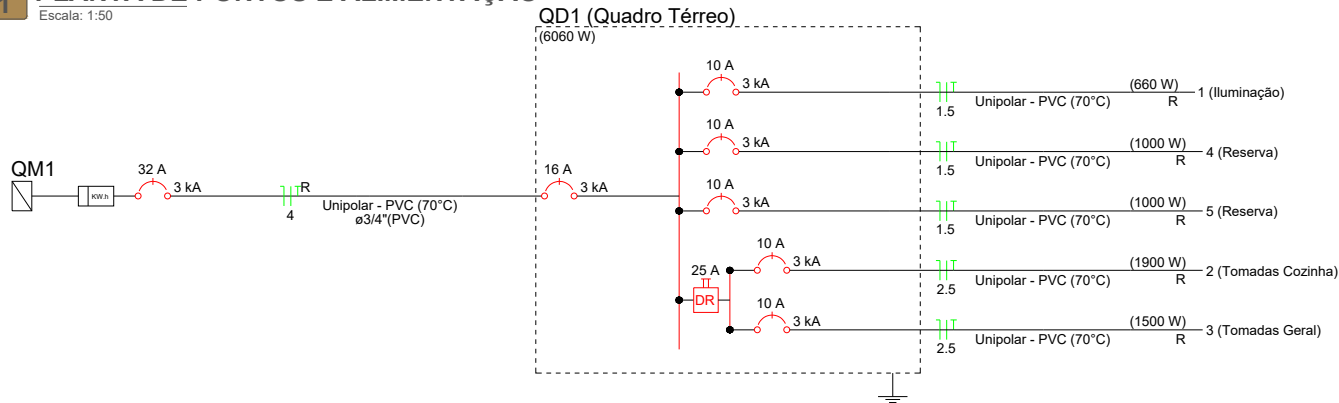 1
Escala: 1:50
QD1 (Quadro Térreo)
(6060 W)
10 A
3 kA
1.5
Unipolar - PVC (70°C)
(660 W)
R
1 (Iluminação)
10 A
3 kA
1.5
Unipolar - PVC (70°C)
(1000 W)
R
4 (Reserva)
QM1
KW.h
32 A
3 kA
R
4
Unipolar - PVC (70°C)
ø3/4"(PVC)
16 A
3 kA
10 A
3 kA
1.5
Unipolar - PVC (70°C)
(1000 W)
R
5 (Reserva)
25 A
DR
10 A
3 kA
2.5
Unipolar - PVC (70°C)
(1900 W)
R
2 (Tomadas Cozinha)
10 A
3 kA
2.5
Unipolar - PVC (70°C)
(1500 W)
R
3 (Tomadas Geral)